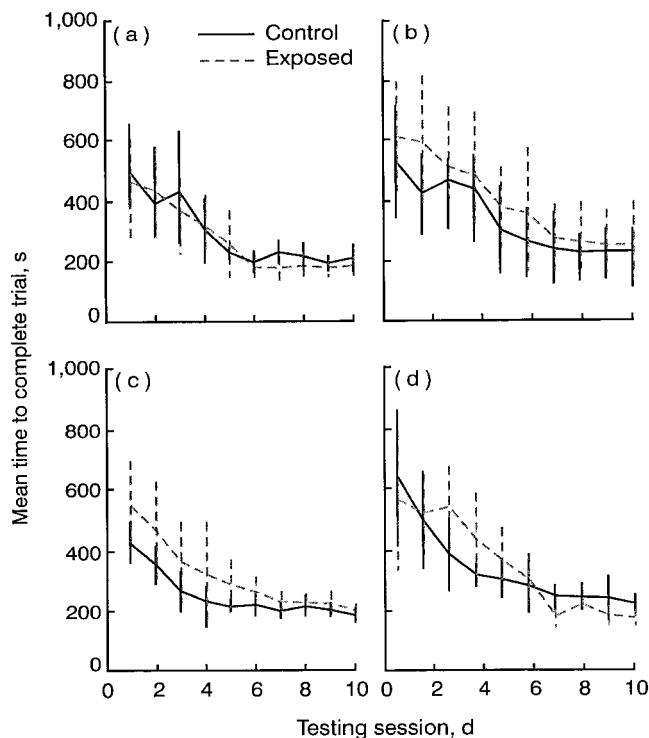 1,000
(a)
Control
Exposed
(b)
800
600
400
200
0
1,000
(c)
(d)
800
600
400
200
0
0 2 4 6 8 10
0 2 4 6 8 10
Mean time to complete trial, s
Testing session, d